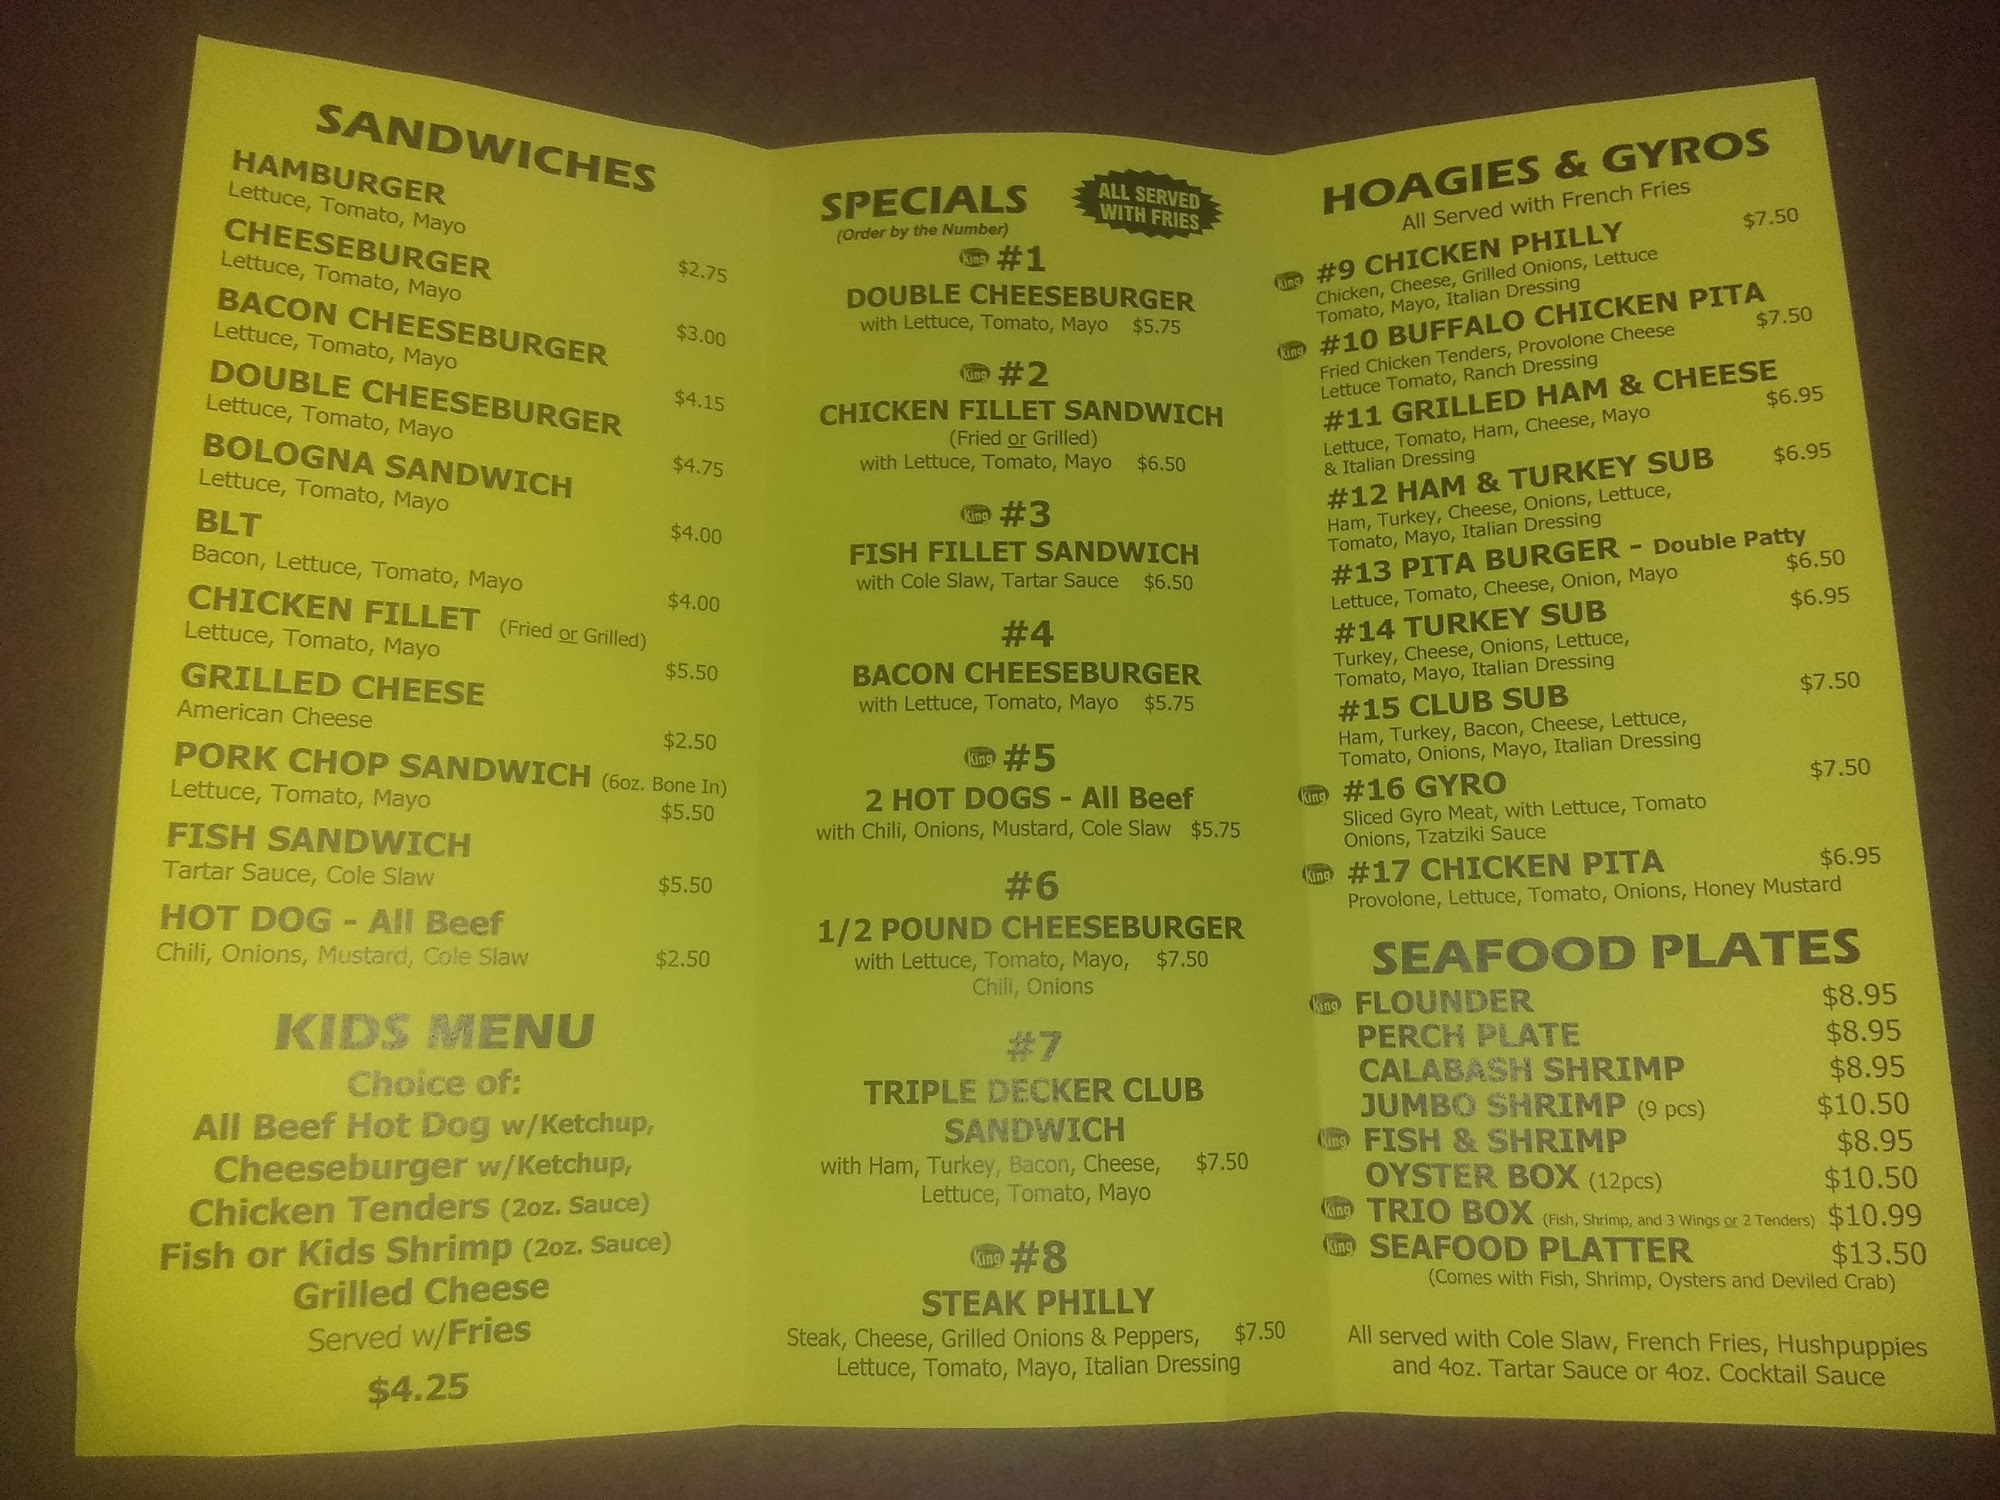 SANDWICHES
HAMBURGER
Lettuce, Tomato, Mayo
$2.75
CHEESEBURGER
Lettuce, Tomato, Mayo
$3.00
BACON CHEESEBURGER
Lettuce, Tomato, Mayo
$4.15
DOUBLE CHEESEBURGER
Lettuce, Tomato, Mayo
$4.75
BOLOGNA SANDWICH
Lettuce, Tomato, Mayo
$4.00
BLT
Bacon, Lettuce, Tomato, Mayo
$4.00
CHICKEN FILLET (Fried or Grilled)
Lettuce, Tomato, Mayo
$5.50
GRILLED CHEESE
American Cheese
$2.50
PORK CHOP SANDWICH (6oz. Bone In)
Lettuce, Tomato, Mayo
$5.50
FISH SANDWICH
Tartar Sauce, Cole Slaw
$5.50
HOT DOG - All Beef
Chili, Onions, Mustard, Cole Slaw $2.50
KIDS MENU
Choice of:
All Beef Hot Dog w/Ketchup,
Cheeseburger w/Ketchup,
Chicken Tenders (2oz. Sauce)
Fish or Kids Shrimp (2oz. Sauce)
Grilled Cheese
Served w/Fries
$4.25
SPECIALS
(Order by the Number)
ALL SERVED
WITH FRIES
King #1
DOUBLE CHEESEBURGER
with Lettuce, Tomato, Mayo $5.75
King #2
CHICKEN FILLET SANDWICH
(Fried or Grilled)
with Lettuce, Tomato, Mayo $6.50
King #3
FISH FILLET SANDWICH
with Cole Slaw, Tartar Sauce $6.50
#4
BACON CHEESEBURGER
with Lettuce, Tomato, Mayo $5.75
King #5
2 HOT DOGS - All Beef
with Chili, Onions, Mustard, Cole Slaw $5.75
#6
1/2 POUND CHEESEBURGER
with Lettuce, Tomato, Mayo, $7.50
Chili, Onions
#7
TRIPLE DECKER CLUB
SANDWICH
with Ham, Turkey, Bacon, Cheese, $7.50
Lettuce, Tomato, Mayo
King #8
STEAK PHILLY
Steak, Cheese, Grilled Onions & Peppers, $7.50
Lettuce, Tomato, Mayo, Italian Dressing
HOAGIES & GYROS
All Served with French Fries
King #9 CHICKEN PHILLY $7.50
Chicken, Cheese, Grilled Onions, Lettuce
Tomato, Mayo, Italian Dressing
King #10 BUFFALO CHICKEN PITA $7.50
Fried Chicken Tenders, Provolone Cheese
Lettuce Tomato, Ranch Dressing
#11 GRILLED HAM & CHEESE $6.95
Lettuce, Tomato, Ham, Cheese, Mayo
& Italian Dressing
#12 HAM & TURKEY SUB $6.95
Ham, Turkey, Cheese, Onions, Lettuce,
Tomato, Mayo, Italian Dressing
#13 PITA BURGER - Double Patty
Lettuce, Tomato, Cheese, Onion, Mayo $6.50
#14 TURKEY SUB $6.95
Turkey, Cheese, Onions, Lettuce,
Tomato, Mayo, Italian Dressing
#15 CLUB SUB $7.50
Ham, Turkey, Bacon, Cheese, Lettuce,
Tomato, Onions, Mayo, Italian Dressing
King #16 GYRO $7.50
Sliced Gyro Meat, with Lettuce, Tomato
Onions, Tzatziki Sauce
King #17 CHICKEN PITA $6.95
Provolone, Lettuce, Tomato, Onions, Honey Mustard
SEAFOOD PLATES
King FLOUNDER $8.95
PERCH PLATE $8.95
CALABASH SHRIMP $8.95
JUMBO SHRIMP (9 pcs) $10.50
King FISH & SHRIMP $8.95
OYSTER BOX (12pcs) $10.50
King TRIO BOX (Fish, Shrimp, and 3 Wings or 2 Tenders) $10.99
King SEAFOOD PLATTER $13.50
(Comes with Fish, Shrimp, Oysters and Deviled Crab)
All served with Cole Slaw, French Fries, Hushpuppies
and 4oz. Tartar Sauce or 4oz. Cocktail Sauce